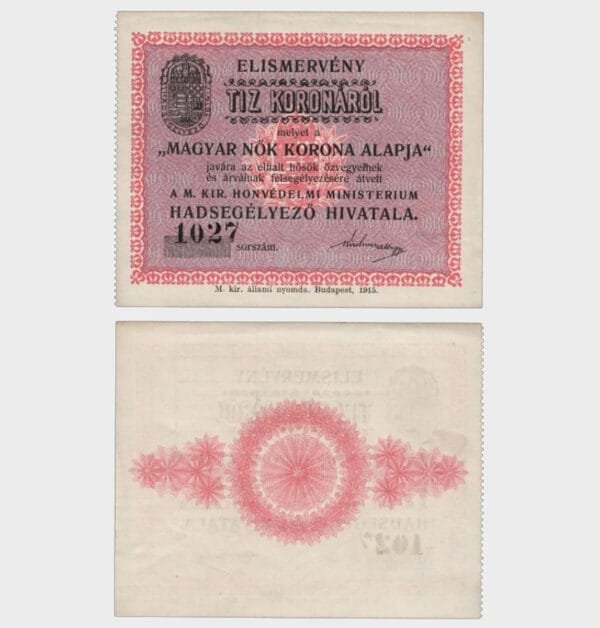 ELISMERVÉNY
TIZ KORONÁRÓL
melyet a
„MAGYAR NŐK KORONA ALAPJA“
javára az elhalt hősök özvegyeinek
és árváinak felsegélyezésére átvett
A M. KIR. HONVÉDELMI MINISTERIUM
HADSEGÉLYEZŐ HIVATALA.
1027
sorszám.
M. kir. állami nyomda. Budapest, 1915.